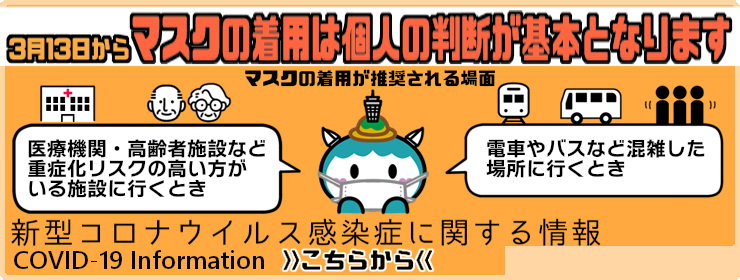 3月13日からマスクの着用は個人の判断が基本となります
マスクの着用が推奨される場面
医療機関・高齢者施設など
重症化リスクの高い方が
いる施設に行くとき
電車やバスなど混雑した
場所に行くとき
新型コロナウイルス感染症に関する情報
COVID-19 Information 》こちらから《